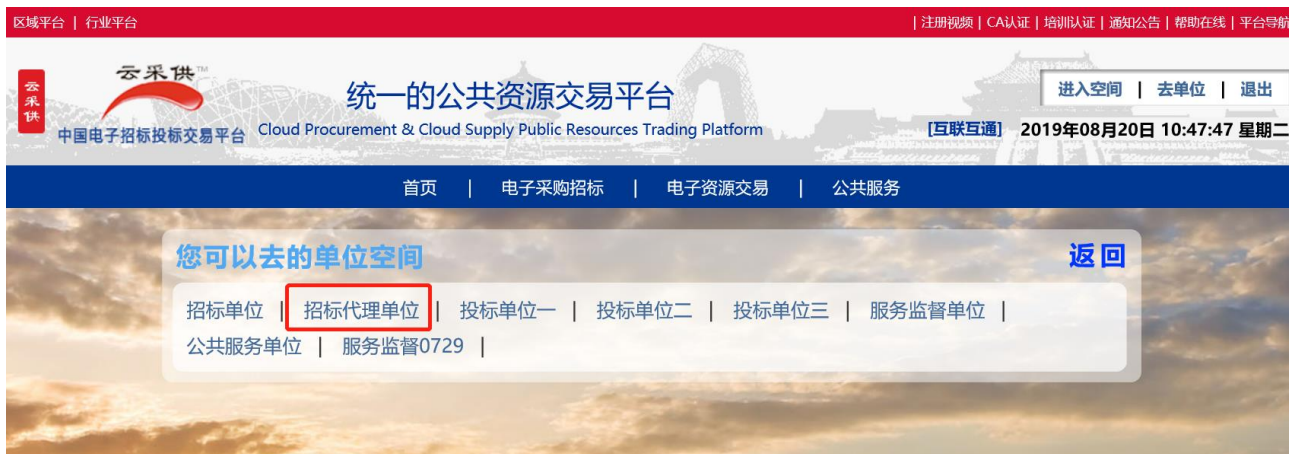 区域平台 | 行业平台
| 注册视频 | CA认证 | 培训认证 | 通知公告 | 帮助在线 | 平台导航
云采供
云采供™
中国电子招标投标交易平台
统一的公共资源交易平台
Cloud Procurement & Cloud Supply Public Resources Trading Platform
进入空间 | 去单位 | 退出
[互联互通] 2019年08月20日 10:47:47 星期二
首页 | 电子采购招标 | 电子资源交易 | 公共服务
您可以去的单位空间
返回
招标单位 | 招标代理单位 | 投标单位一 | 投标单位二 | 投标单位三 | 服务监督单位 |
公共服务单位 | 服务监督0729 |